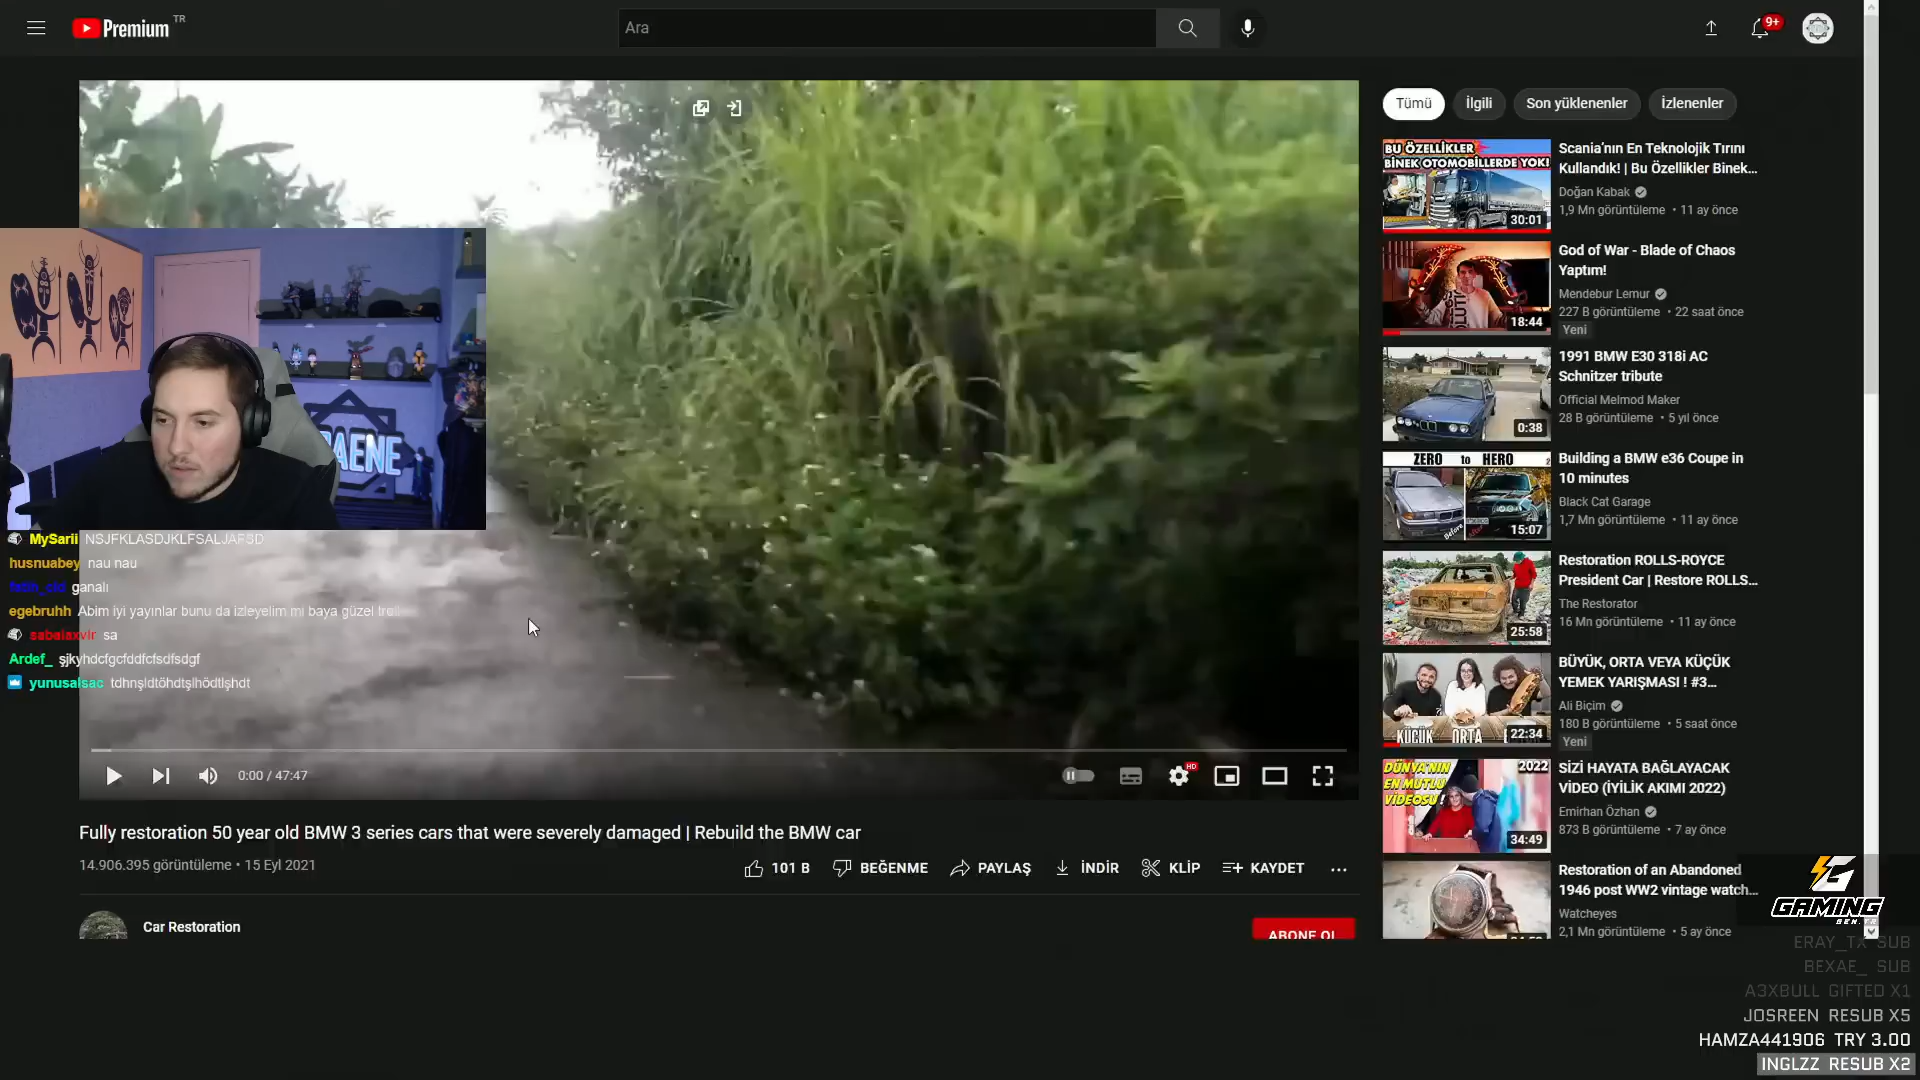 Premium TR
Ara
9+
Tümü
İlgili
Son yüklenenler
İzlenenler
BU ÖZELLİKLER
BİNEK OTOMOBİLLERDE YOK!
30:01
Scania'nın En Teknolojik Tırını
Kullandık! | Bu Özellikler Binek...
Doğan Kabak
1,9 Mn görüntüleme • 11 ay önce
18:44
God of War - Blade of Chaos
Yaptım!
Mendebur Lemur
227 B görüntüleme • 22 saat önce
Yeni
0:38
1991 BMW E30 318i AC
Schnitzer tribute
Official Melmod Maker
28 B görüntüleme • 5 yıl önce
ZERO to HERO
Before
15:07
Building a BMW e36 Coupe in
10 minutes
Black Cat Garage
1,7 Mn görüntüleme • 11 ay önce
25:58
Restoration ROLLS-ROYCE
President Car | Restore ROLLS...
The Restorator
16 Mn görüntüleme • 11 ay önce
KÜÇÜK ORTA
22:34
BÜYÜK, ORTA VEYA KÜÇÜK
YEMEK YARIŞMASI ! #3...
Ali Biçim
180 B görüntüleme • 5 saat önce
Yeni
DÜNYA'NIN
EN MUTLU
VİDEOSU!
2022
34:49
SİZİ HAYATA BAĞLAYACAK
VİDEO (İYİLİK AKIMI 2022)
Emirhan Özhan
873 B görüntüleme • 7 ay önce
Restoration of an Abandoned
1946 post WW2 vintage watch...
Watcheyes
2,1 Mn görüntüleme • 5 ay önce
AENE
MySarii NSJFKLASDJKLFSALJAFSD
husnuabey nau nau
ganalı
egebruhh Abim iyi yayınlar bunu da izleyelim mi baya güzel
sabalaxvir sa
Ardef_ şjkyhdcfgcfddfcfsdfsdgf
yunusalsac tdhnşldtöhdtşlhödtlşhdt
0:00 / 47:47
HD
Fully restoration 50 year old BMW 3 series cars that were severely damaged | Rebuild the BMW car
14.906.395 görüntüleme • 15 Eyl 2021
101 B
BEĞENME
PAYLAŞ
İNDİR
KLİP
KAYDET
Car Restoration
ABONE OL
GAMING
GEN.TR
ERAY_TX SUB
BEXAE_ SUB
A3XBULL GIFTED X1
JOSREEN RESUB X5
HAMZA441906 TRY 3.00
INGLZZ RESUB X2